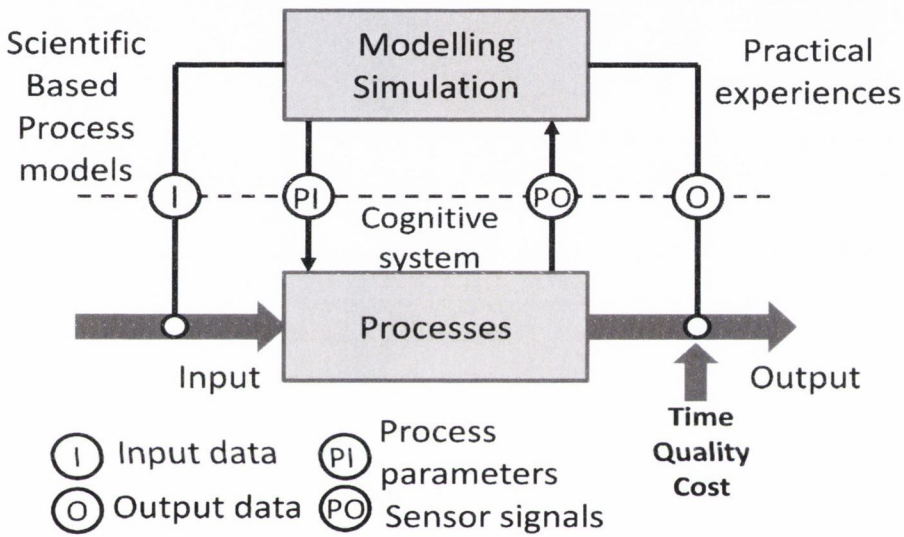 Scientific
Based
Process
models
Modelling
Simulation
Practical
experiences
I
PI
PO
O
Cognitive
system
Processes
Input
Output
Time
Quality
Cost
I Input data
O Output data
PI Process
parameters
PO Sensor signals